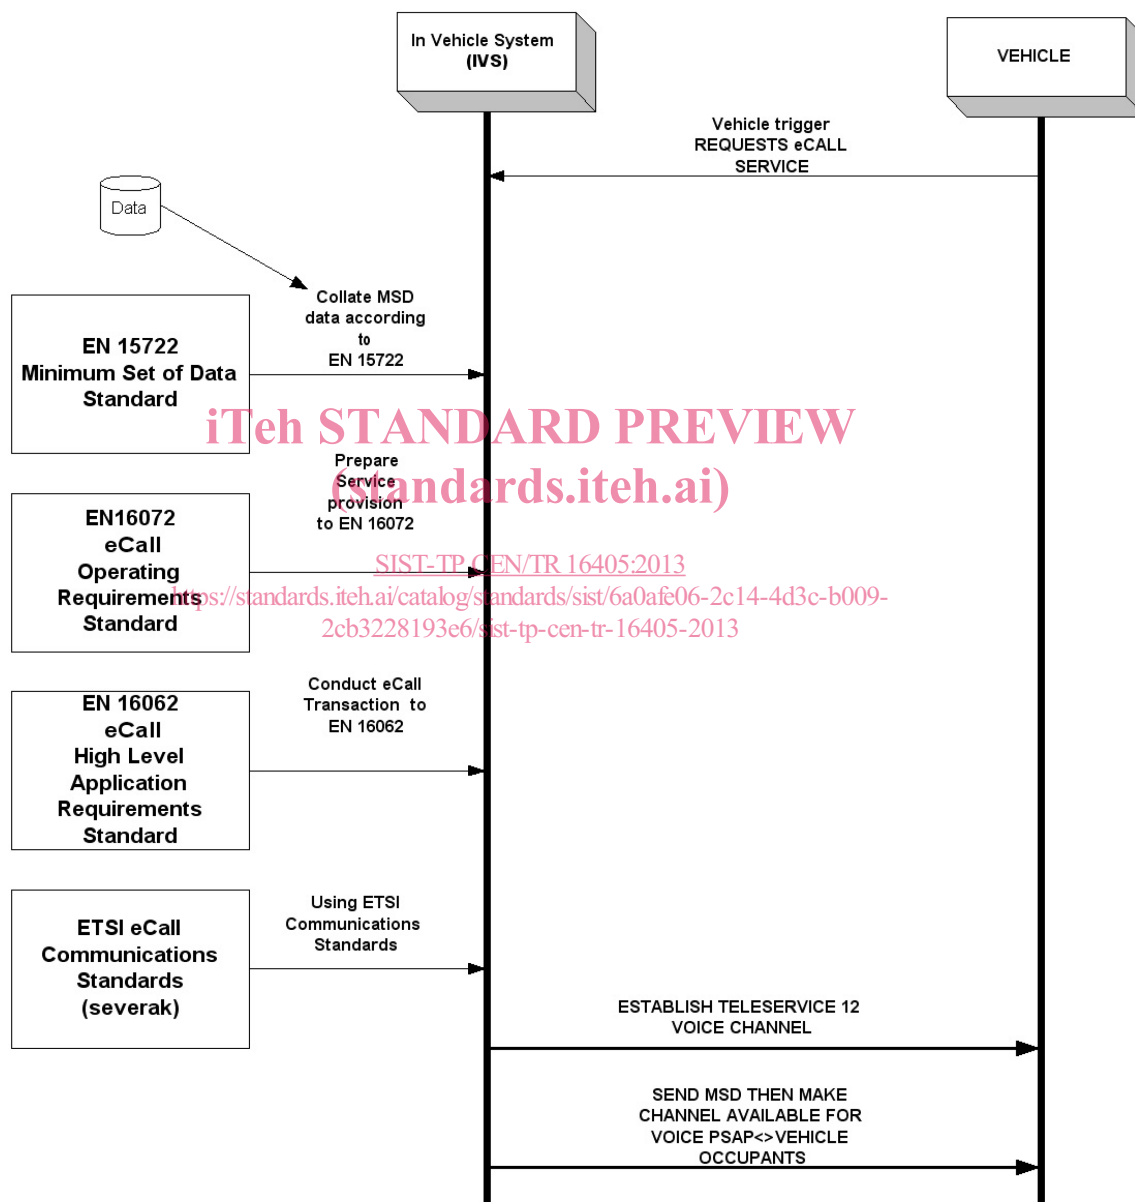 In Vehicle System
(IVS)
VEHICLE
Vehicle trigger
REQUESTS eCALL
SERVICE
Data
Collate MSD
data according
to
EN 15722
EN 15722
Minimum Set of Data
Standard
iTeh STANDARD PREVIEW
(standards.iteh.ai)
Prepare
Service
provision
to EN 16072
EN16072
eCall
Operating
Requirements
Standard
SIST-TP CEN/TR 16405:2013
https://standards.iteh.ai/catalog/standards/sist/6a0afe06-2c14-4d3c-b009-
2cb3228193e6/sist-tp-cen-tr-16405-2013
Conduct eCall
Transaction to
EN 16062
EN 16062
eCall
High Level
Application
Requirements
Standard
Using ETSI
Communications
Standards
ETSI eCall
Communications
Standards
(severak)
ESTABLISH TELESERVICE 12
VOICE CHANNEL
SEND MSD THEN MAKE
CHANNEL AVAILABLE FOR
VOICE PSAP<>VEHICLE
OCCUPANTS